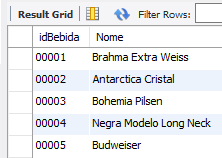 Result Grid Filter Rows:
idBebida Nome
00001 Brahma Extra Weiss
00002 Antarctica Cristal
00003 Bohemia Pilsen
00004 Negra Modelo Long Neck
00005 Budweiser